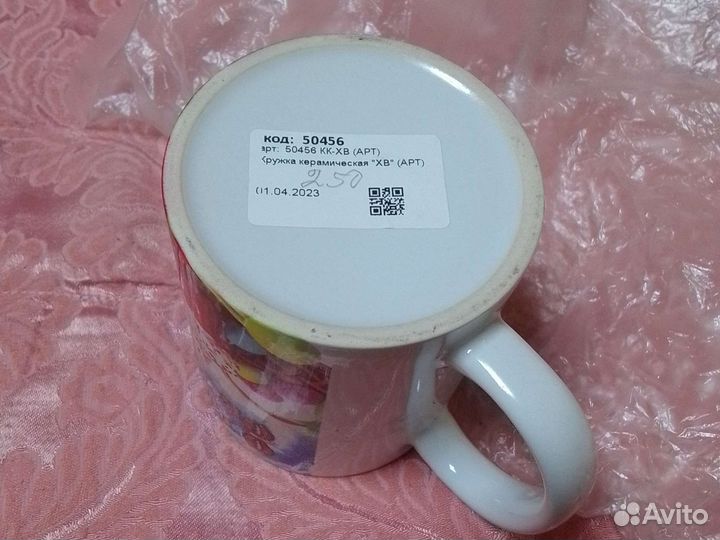 Код: 50456
арт: 50456 КК-ХВ (АРТ)
Кружка керамическая "ХВ" (АРТ)
250
01.04.2023
Avito